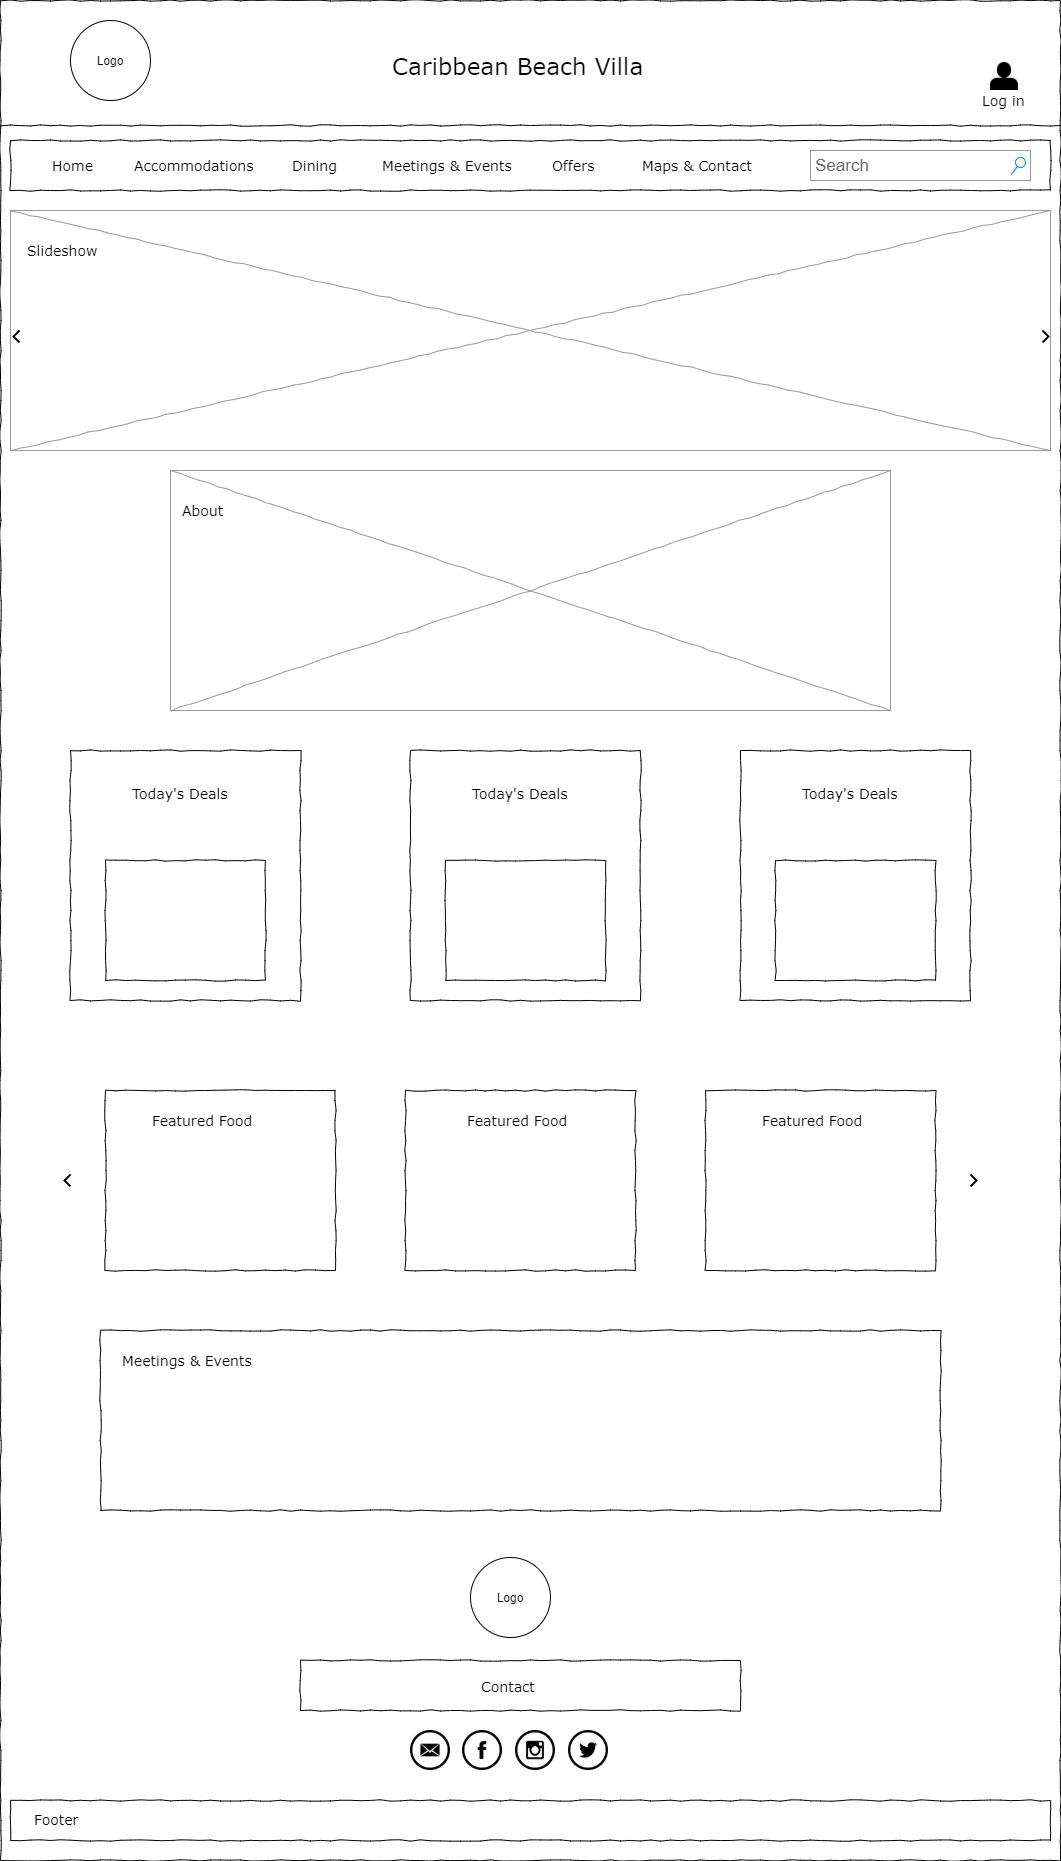 Logo
Caribbean Beach Villa
Log in
Home Accommodations Dining Meetings & Events Offers Maps & Contact Search
Slideshow
About
Today's Deals Today's Deals Today's Deals
Featured Food Featured Food Featured Food
Meetings & Events
Logo
Contact
Footer